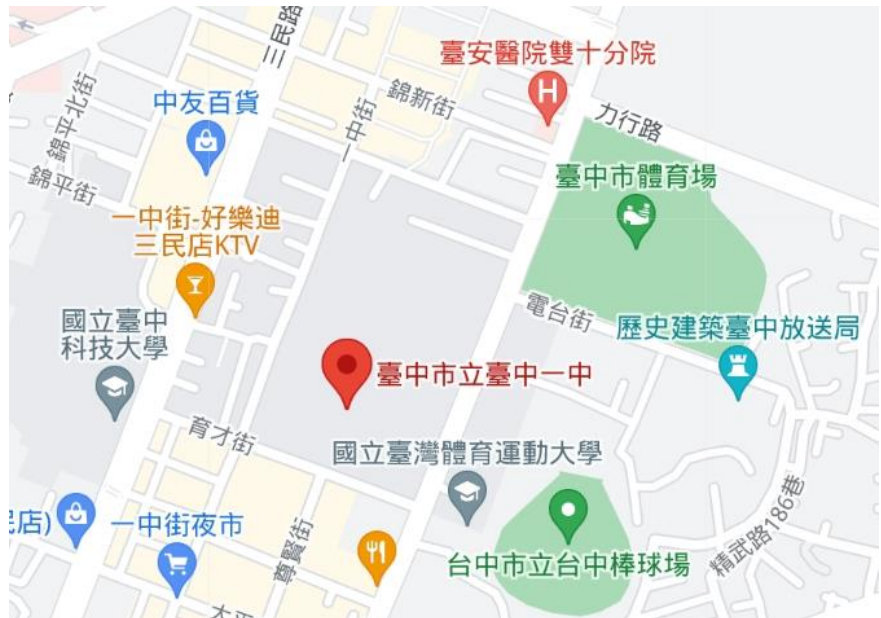 三民路
臺安醫院雙十分院
H
中友百貨
錦新街
一中街
力行路
錦平北街
錦平街
臺中市體育場
一中街-好樂迪
三民店KTV
電台街
國立臺中
科技大學
歷史建築臺中放送局
臺中市立臺中一中
育才街
國立臺灣體育運動大學
民店)
一中街夜市
尊賢街
台中市立台中棒球場
精武路186巷
太平